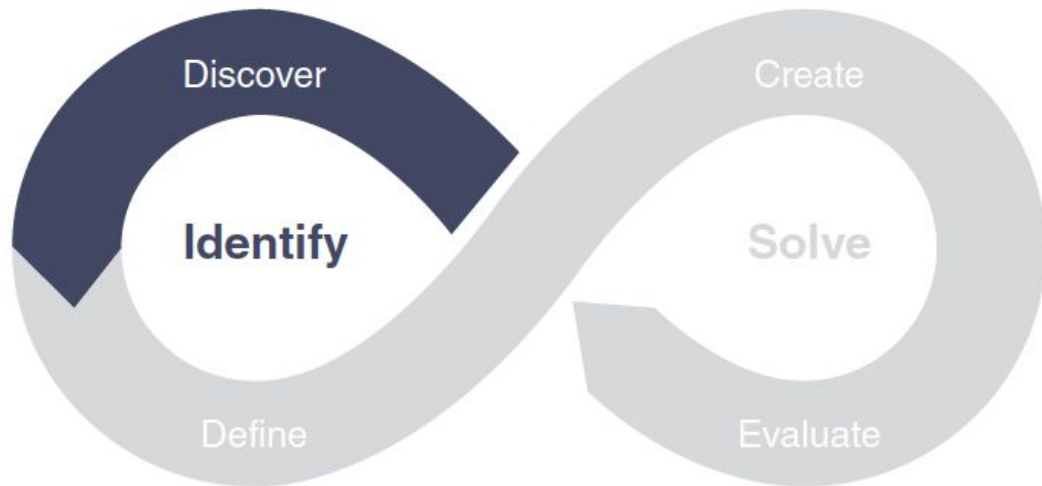 Discover
Create
Identify
Solve
Define
Evaluate